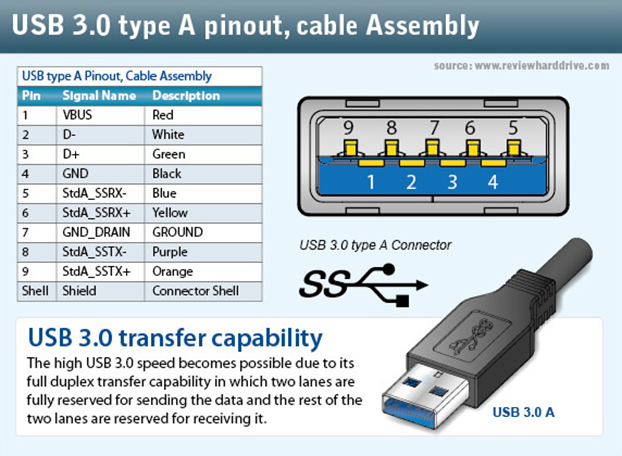 USB 3.0 type A pinout, cable Assembly
source: www.reviewharddrive.com
USB type A Pinout, Cable Assembly
Pin Signal Name Description
1 VBUS Red
2 D- White
3 D+ Green
4 GND Black
5 StdA_SSRX- Blue
6 StdA_SSRX+ Yellow
7 GND_DRAIN GROUND
8 StdA_SSTX- Purple
9 StdA_SSTX+ Orange
Shell Shield Connector Shell
9 8 7 6 5
1 2 3 4
USB 3.0 type A Connector
SS
USB 3.0 transfer capability
The high USB 3.0 speed becomes possible due to its
full duplex transfer capability in which two lanes are
fully reserved for sending the data and the rest of the
two lanes are reserved for receiving it.
USB 3.0 A